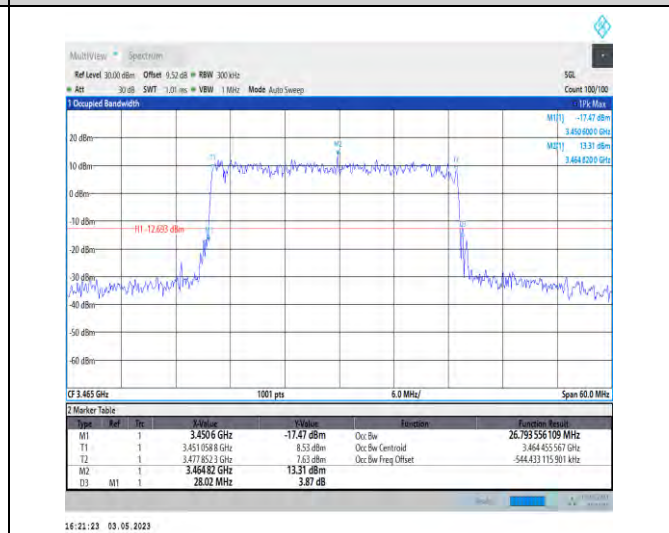 MultiView Spectrum
Ref Level 30.00 dBm Offset 9.52 dB RBW 300 kHz SGL
Att 30 dB SWT 1.01 ms VBW 1 MHz Mode Auto Sweep Count 100/100
1 Occupied Bandwidth 1Pk Max
M1[1] -17.47 dBm
3.450 600 0 GHz
M2[1] 13.31 dBm
3.464 820 0 GHz
20 dBm
M2
T1
10 dBm
0 dBm
-10 dBm
H1 -12.693 dBm
-20 dBm
-30 dBm
-40 dBm
-50 dBm
-60 dBm
CF 3.465 GHz 1001 pts 6.0 MHz/ Span 60.0 MHz
2 Marker Table
Type Ref Trc X-Value Y-Value Function Function Result
M1 1 3.4506 GHz -17.47 dBm Occ Bw 26.793 556 109 MHz
T1 1 3.451 058 8 GHz 8.53 dBm Occ Bw Centroid 3.464 455 567 GHz
T2 1 3.477 852 3 GHz 7.63 dBm Occ Bw Freq Offset -544.433 115 901 kHz
M2 1 3.464 82 GHz 13.31 dBm
D3 M1 1 28.02 MHz 3.87 dB
16:21:23 03.05.2023